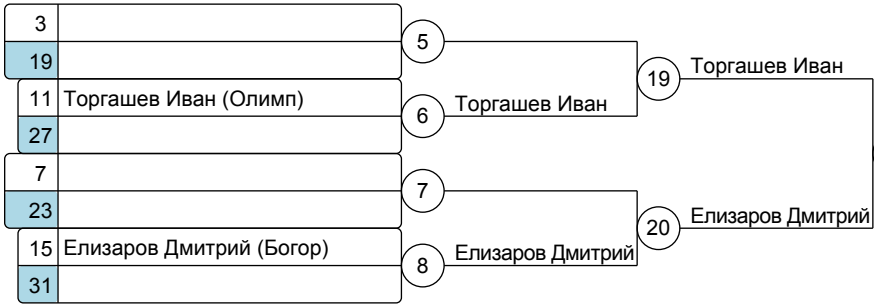 3
5
19
19 Торгашев Иван
11 Торгашев Иван (Олимп)
6 Торгашев Иван
27
7
7
23
20 Елизаров Дмитрий
15 Елизаров Дмитрий (Богор)
8 Елизаров Дмитрий
31